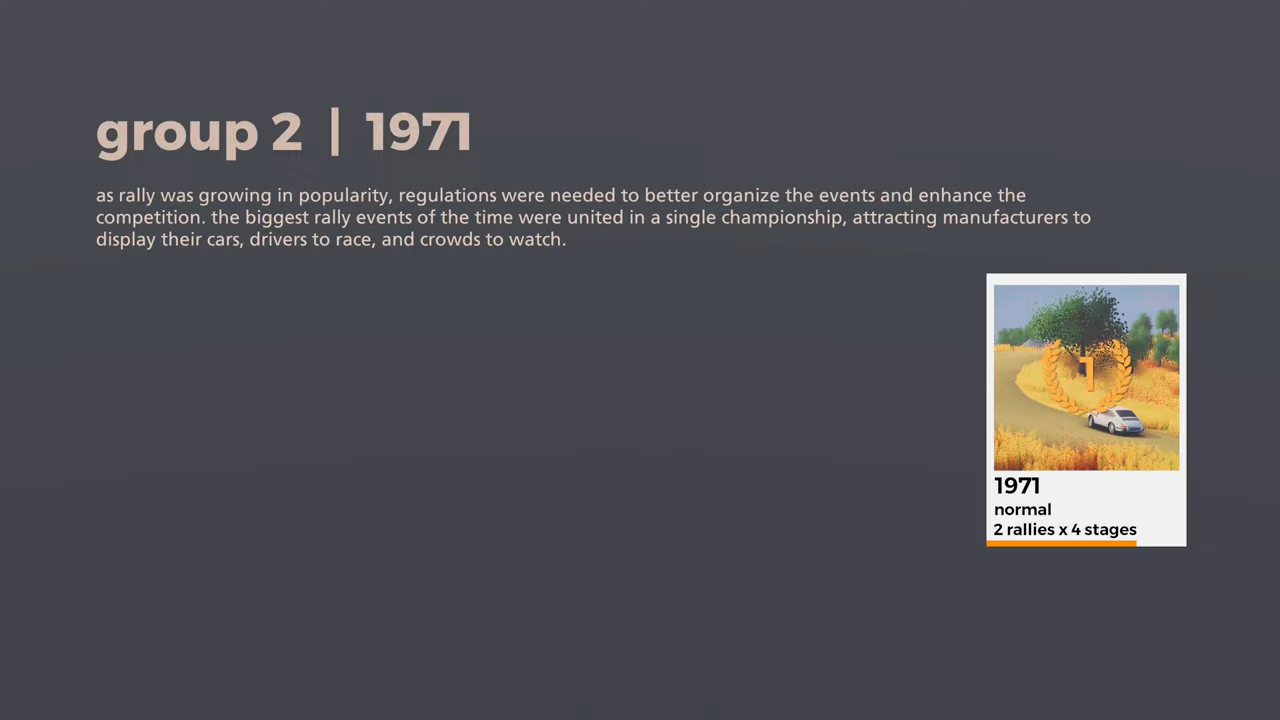 group 2 | 1971
as rally was growing in popularity, regulations were needed to better organize the events and enhance the
competition. the biggest rally events of the time were united in a single championship, attracting manufacturers to
display their cars, drivers to race, and crowds to watch.
1
1971
normal
2 rallies x 4 stages